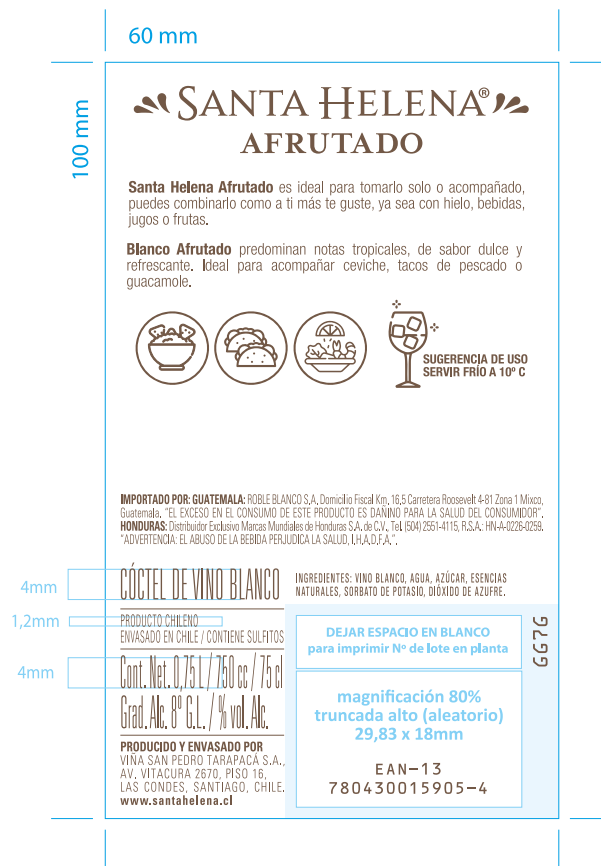 60 mm
100 mm
SANTA HELENA®
AFRUTADO
Santa Helena Afrutado es ideal para tomarlo solo o acompañado,
puedes combinarlo como a ti más te guste, ya sea con hielo, bebidas,
jugos o frutas.
Blanco Afrutado predominan notas tropicales, de sabor dulce y
refrescante. Ideal para acompañar ceviche, tacos de pescado o
guacamole.
SUGERENCIA DE USO
SERVIR FRÍO A 10º C
IMPORTADO POR: GUATEMALA: ROBLE BLANCO S.A, Domicilio Fiscal Km. 16,5 Carretera Roosevelt 4-81 Zona 1 Mixco,
Guatemala. "EL EXCESO EN EL CONSUMO DE ESTE PRODUCTO ES DAÑINO PARA LA SALUD DEL CONSUMIDOR".
HONDURAS: Distribuidor Exclusivo Marcas Mundiales de Honduras S.A. de C.V., Tel. (504) 2551-4115, R.S.A.: HN-A-0226-0259.
"ADVERTENCIA: EL ABUSO DE LA BEBIDA PERJUDICA LA SALUD, I.H.A.D.F.A.".
4mm
CÓCTEL DE VINO BLANCO
INGREDIENTES: VINO BLANCO, AGUA, AZÚCAR, ESENCIAS
NATURALES, SORBATO DE POTASIO, DIÓXIDO DE AZUFRE.
1,2mm
PRODUCTO CHILENO
ENVASADO EN CHILE / CONTIENE SULFITOS
4mm
Cont. Net. 0,75 L / 750 cc / 75 cl
Grad. Alc. 8º G.L. / % vol. Alc.
PRODUCIDO Y ENVASADO POR
VIÑA SAN PEDRO TARAPACÁ S.A.,
AV. VITACURA 2670, PISO 16,
LAS CONDES, SANTIAGO, CHILE.
www.santahelena.cl
DEJAR ESPACIO EN BLANCO
para imprimir Nº de lote en planta
GG7G
magnificación 80%
truncada alto (aleatorio)
29,83 x 18mm
EAN-13
780430015905-4